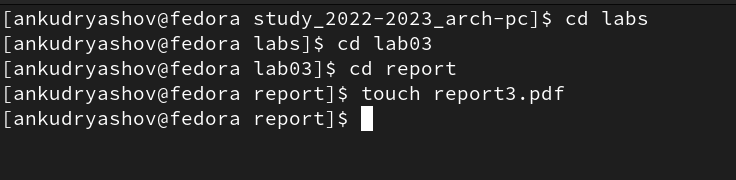 [ankudryashov@fedora study_2022-2023_arch-pc]$ cd labs
[ankudryashov@fedora labs]$ cd lab03
[ankudryashov@fedora lab03]$ cd report
[ankudryashov@fedora report]$ touch report3.pdf
[ankudryashov@fedora report]$